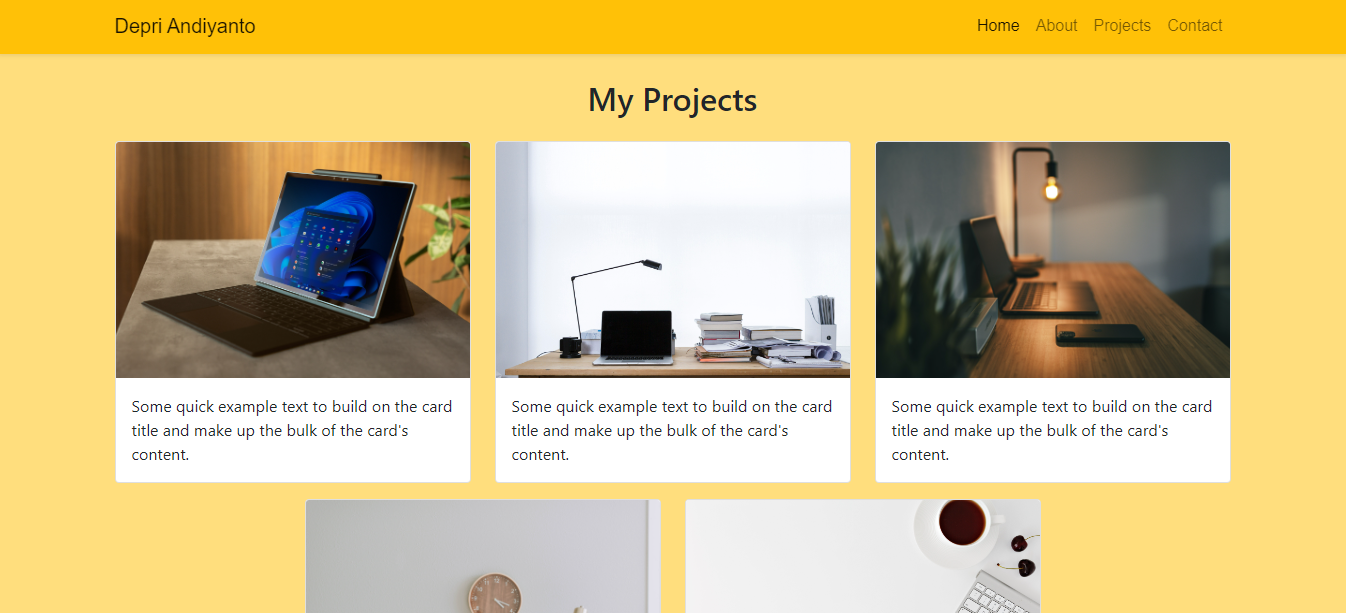 Depri Andiyanto
Home About Projects Contact
My Projects
Some quick example text to build on the card
title and make up the bulk of the card's
content.
Some quick example text to build on the card
title and make up the bulk of the card's
content.
Some quick example text to build on the card
title and make up the bulk of the card's
content.